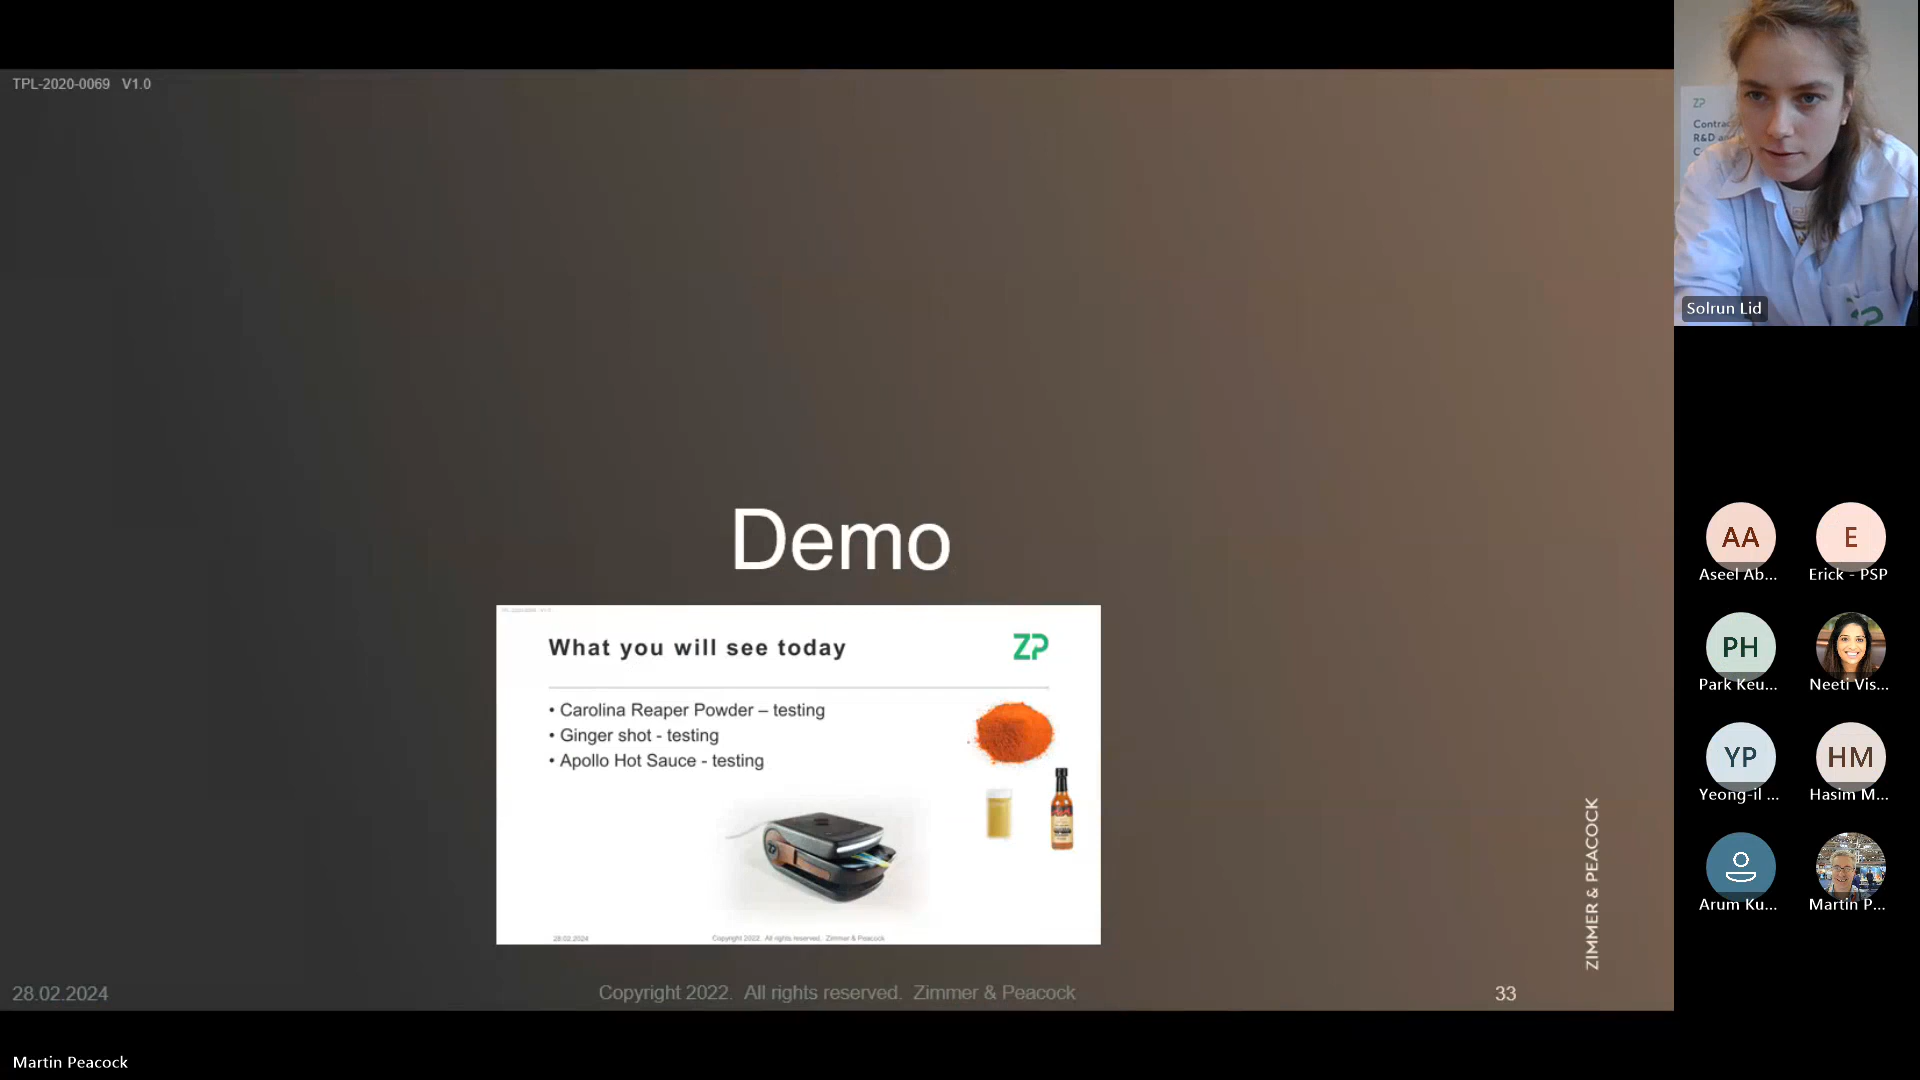 TPL-2020-0069 V1.0
Demo
What you will see today
ZP
• Carolina Reaper Powder – testing
• Ginger shot - testing
• Apollo Hot Sauce - testing
28.02.2024
Copyright 2022. All rights reserved. Zimmer & Peacock
ZIMMER & PEACOCK
28.02.2024
Copyright 2022. All rights reserved. Zimmer & Peacock
33
Martin Peacock
ZP
R&D
Solrun Lid
AA
Aseel Ab...
E
Erick - PSP
PH
Park Keu...
Neeti Vis...
YP
Yeong-il ...
HM
Hasim M...
Arum Ku...
Martin P...